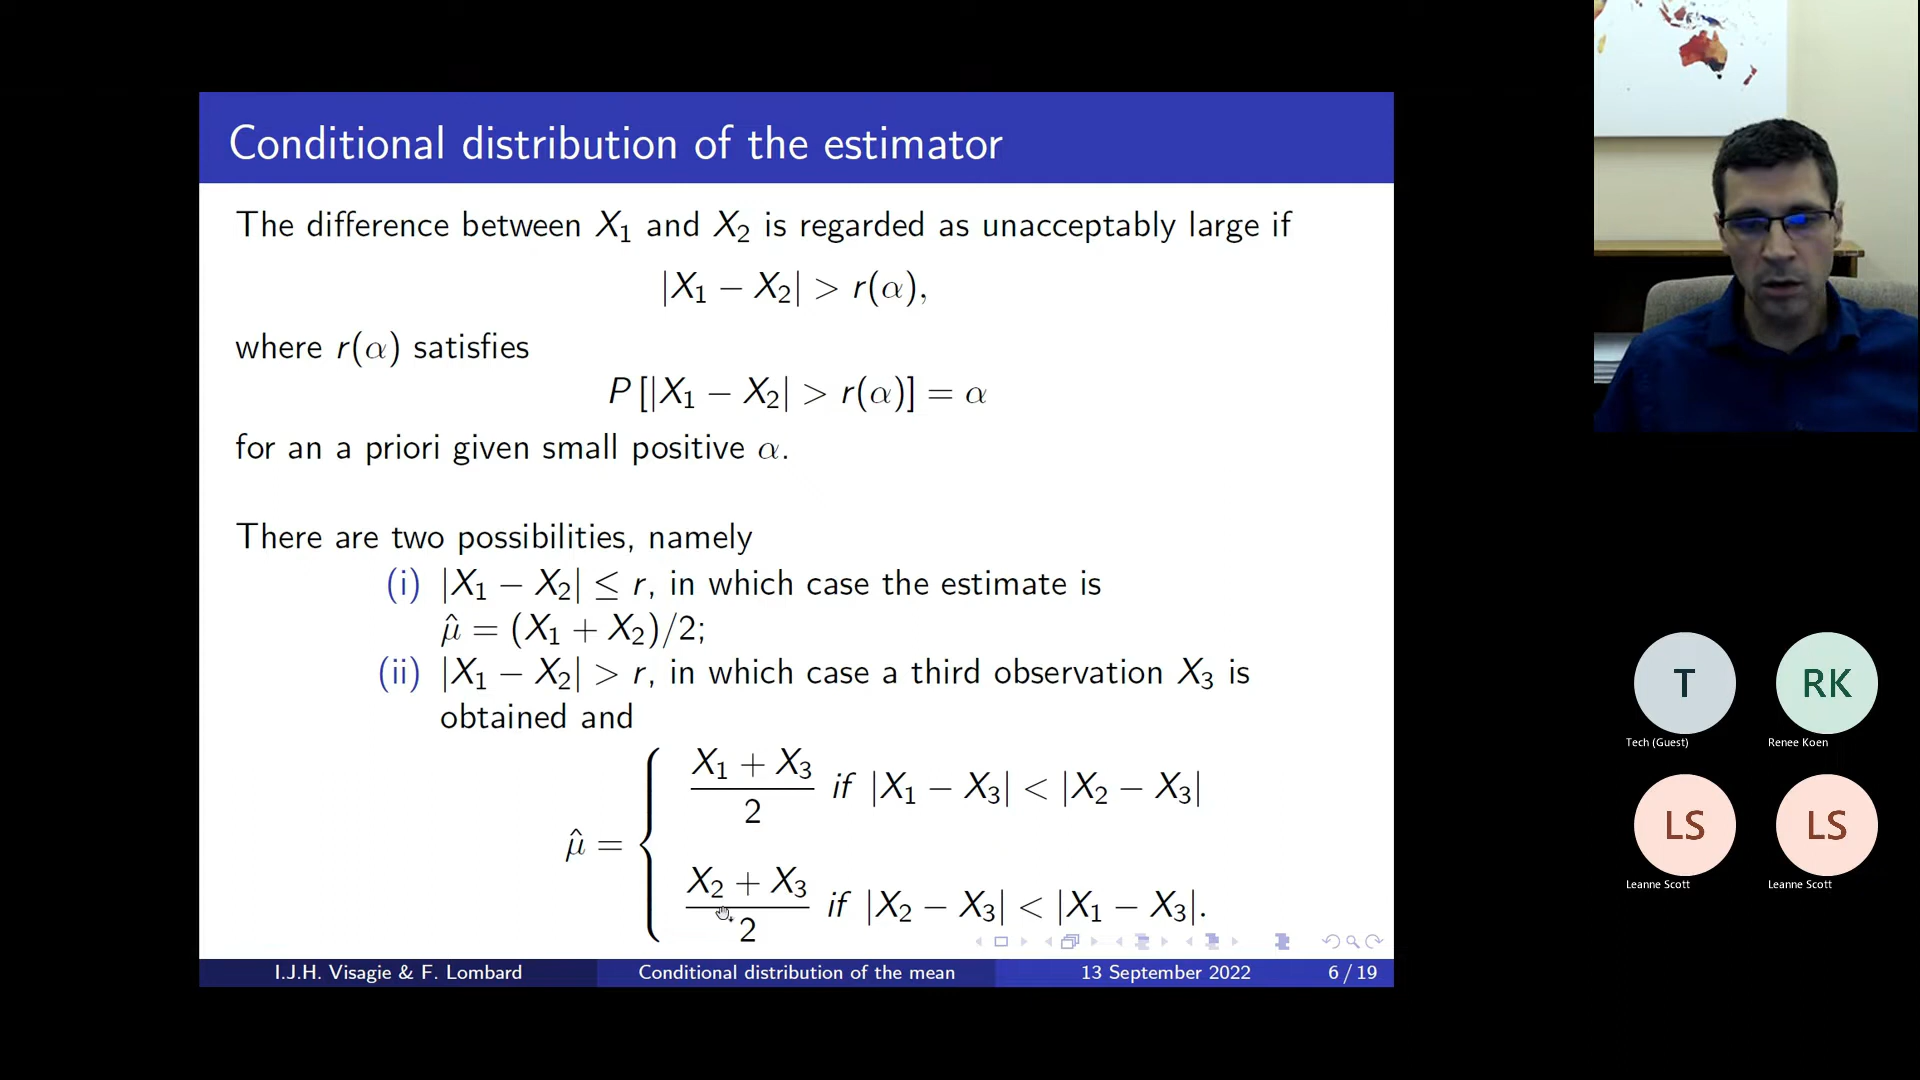 Conditional distribution of the estimator
The difference between X₁ and X₂ is regarded as unacceptably large if
|X₁ − X₂| > r(α),
where r(α) satisfies
P [|X₁ − X₂| > r(α)] = α
for an a priori given small positive α.
There are two possibilities, namely
(i) |X₁ − X₂| ≤ r, in which case the estimate is
μ̂ = (X₁ + X₂)/2;
(ii) |X₁ − X₂| > r, in which case a third observation X₃ is
obtained and
μ̂ = { (X₁ + X₃)/2 if |X₁ − X₃| < |X₂ − X₃|
(X₂ + X₃)/2 if |X₂ − X₃| < |X₁ − X₃|.
I.J.H. Visagie & F. Lombard Conditional distribution of the mean 13 September 2022 6 / 19
T RK
Tech (Guest) Renee Koen
LS LS
Leanne Scott Leanne Scott